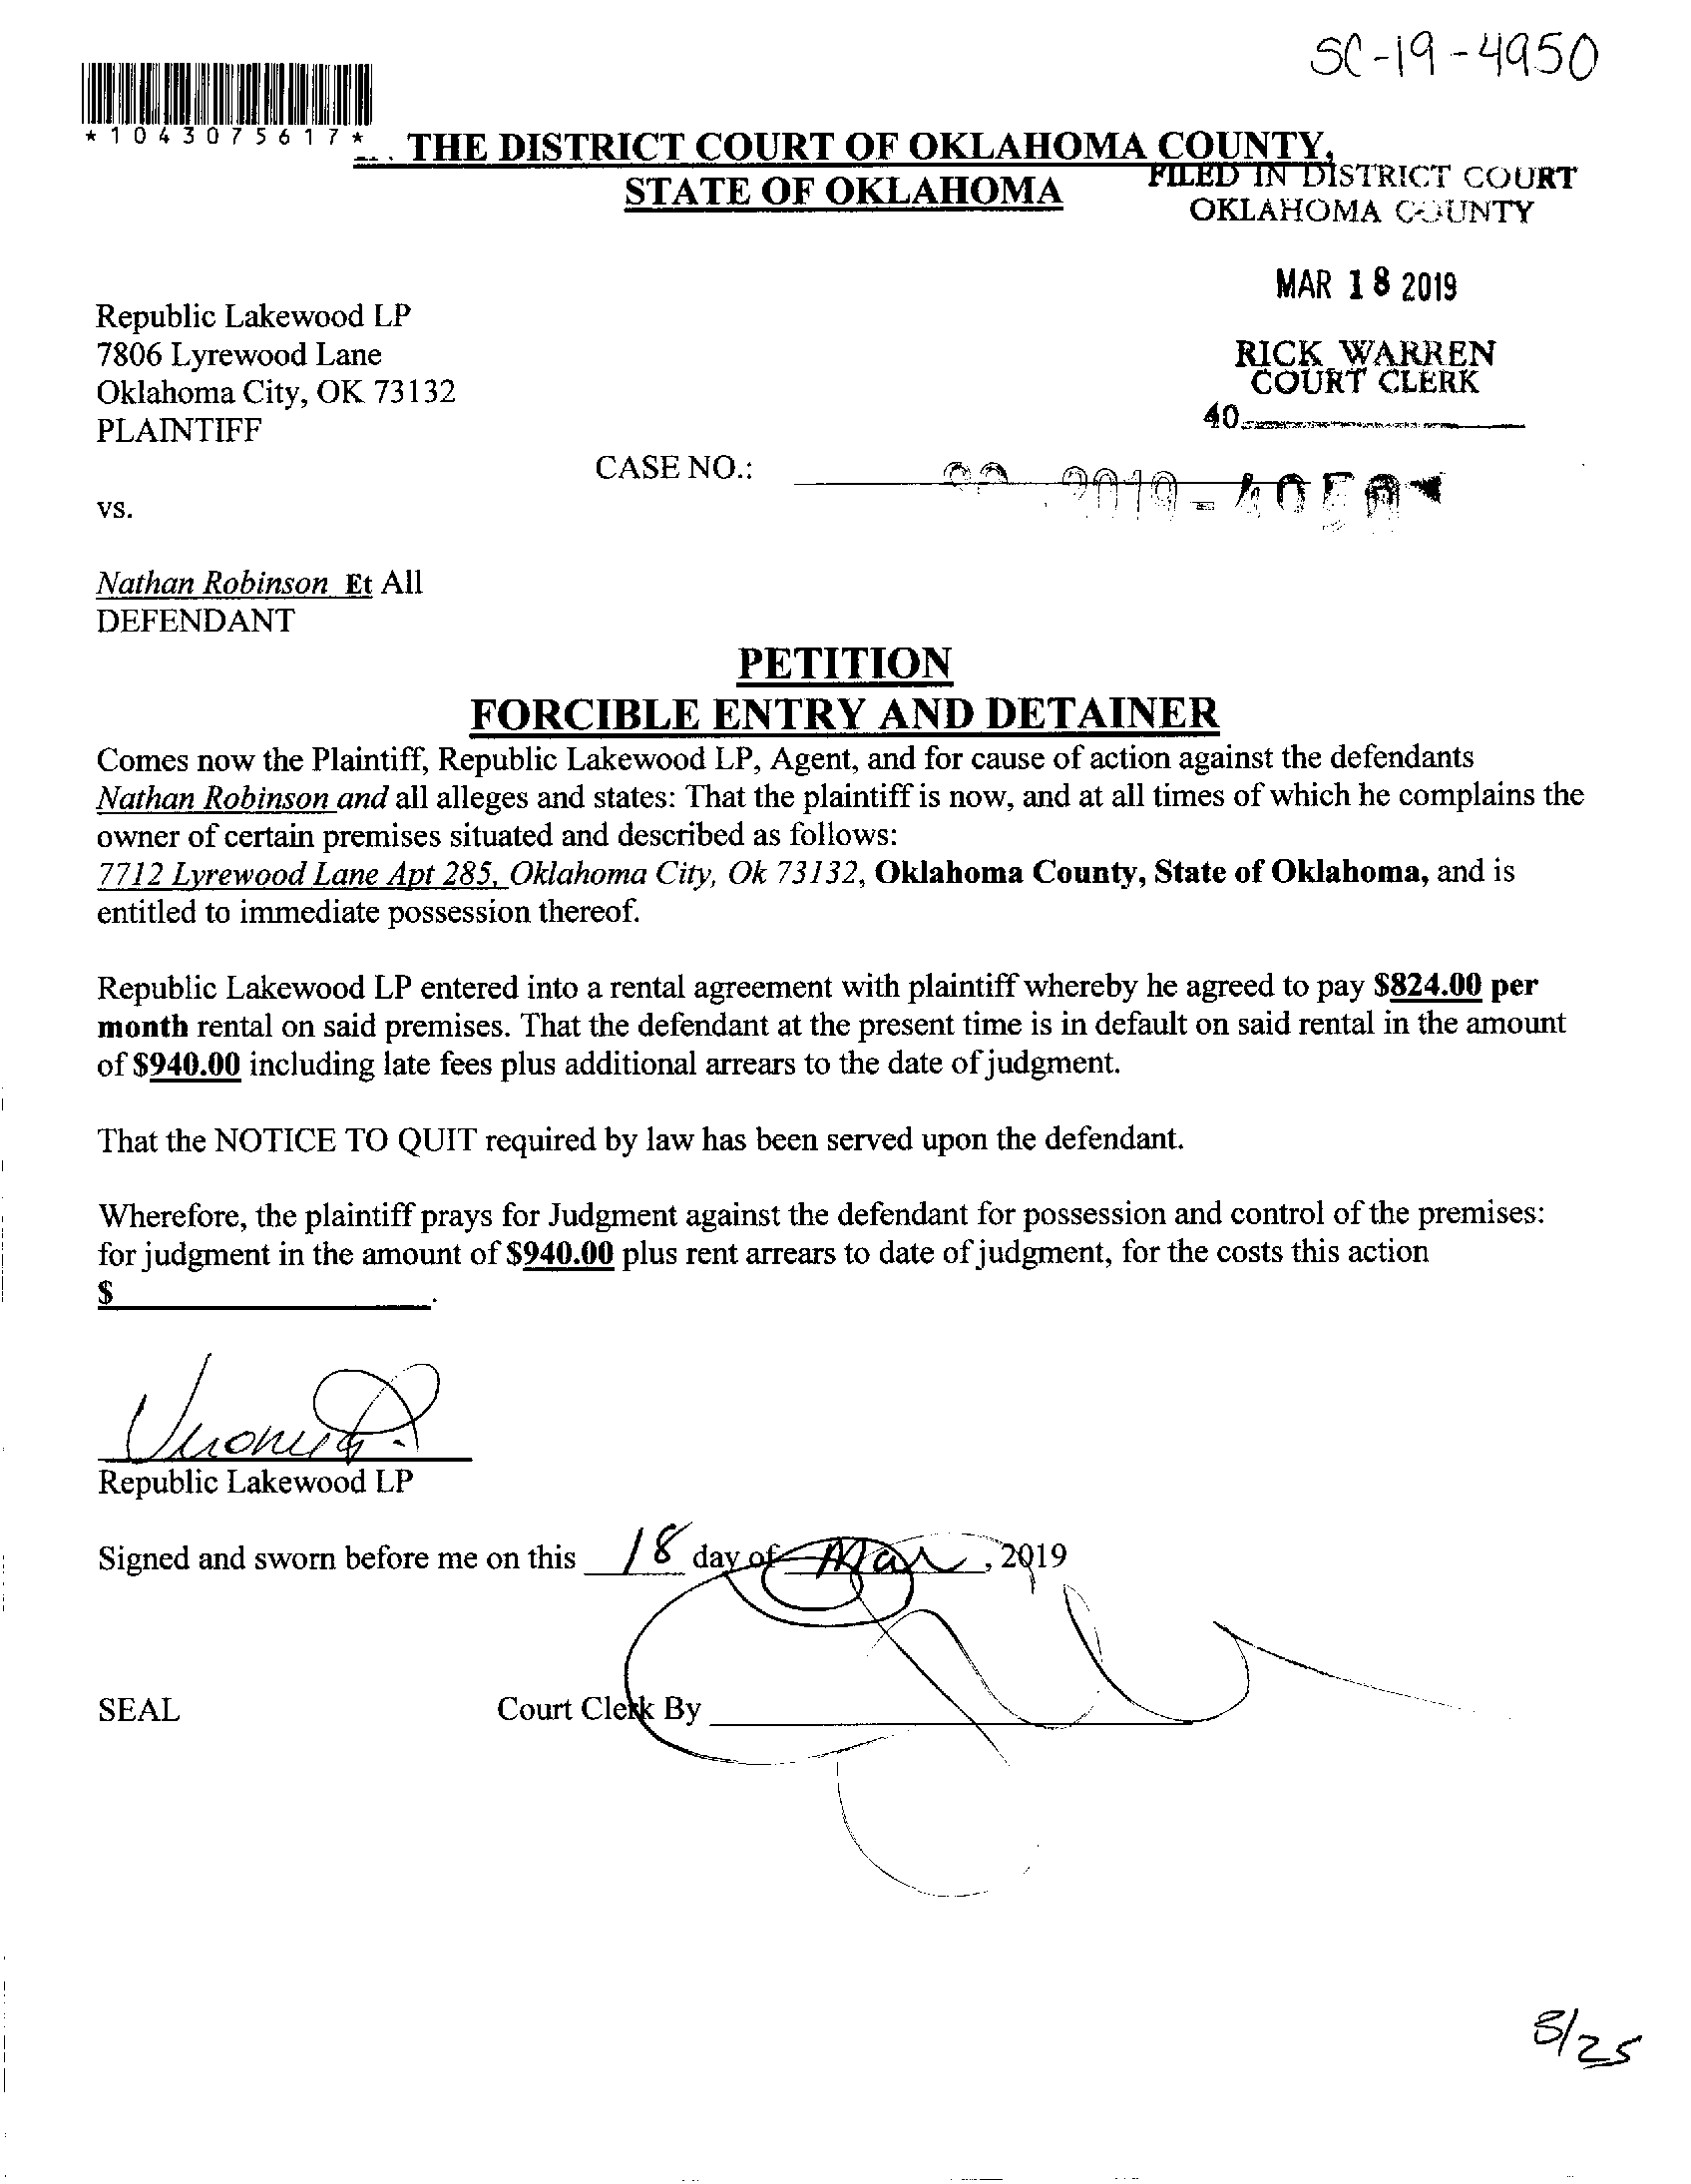 SC-19-4950
*1043075617*
THE DISTRICT COURT OF OKLAHOMA COUNTY,
STATE OF OKLAHOMA
FILED IN DISTRICT COURT
OKLAHOMA COUNTY
MAR 18 2019
RICK WARREN
COURT CLERK
40
Republic Lakewood LP
7806 Lyrewood Lane
Oklahoma City, OK 73132
PLAINTIFF
CASE NO.:
vs.
Nathan Robinson Et All
DEFENDANT
PETITION
FORCIBLE ENTRY AND DETAINER
Comes now the Plaintiff, Republic Lakewood LP, Agent, and for cause of action against the defendants
Nathan Robinson and all alleges and states: That the plaintiff is now, and at all times of which he complains the
owner of certain premises situated and described as follows:
7712 Lyrewood Lane Apt 285, Oklahoma City, Ok 73132, Oklahoma County, State of Oklahoma, and is
entitled to immediate possession thereof.
Republic Lakewood LP entered into a rental agreement with plaintiff whereby he agreed to pay $824.00 per
month rental on said premises. That the defendant at the present time is in default on said rental in the amount
of $940.00 including late fees plus additional arrears to the date of judgment.
That the NOTICE TO QUIT required by law has been served upon the defendant.
Wherefore, the plaintiff prays for Judgment against the defendant for possession and control of the premises:
for judgment in the amount of $940.00 plus rent arrears to date of judgment, for the costs this action
$ .
Republic Lakewood LP
Signed and sworn before me on this 18 day of Mar, 2019
SEAL Court Clerk By